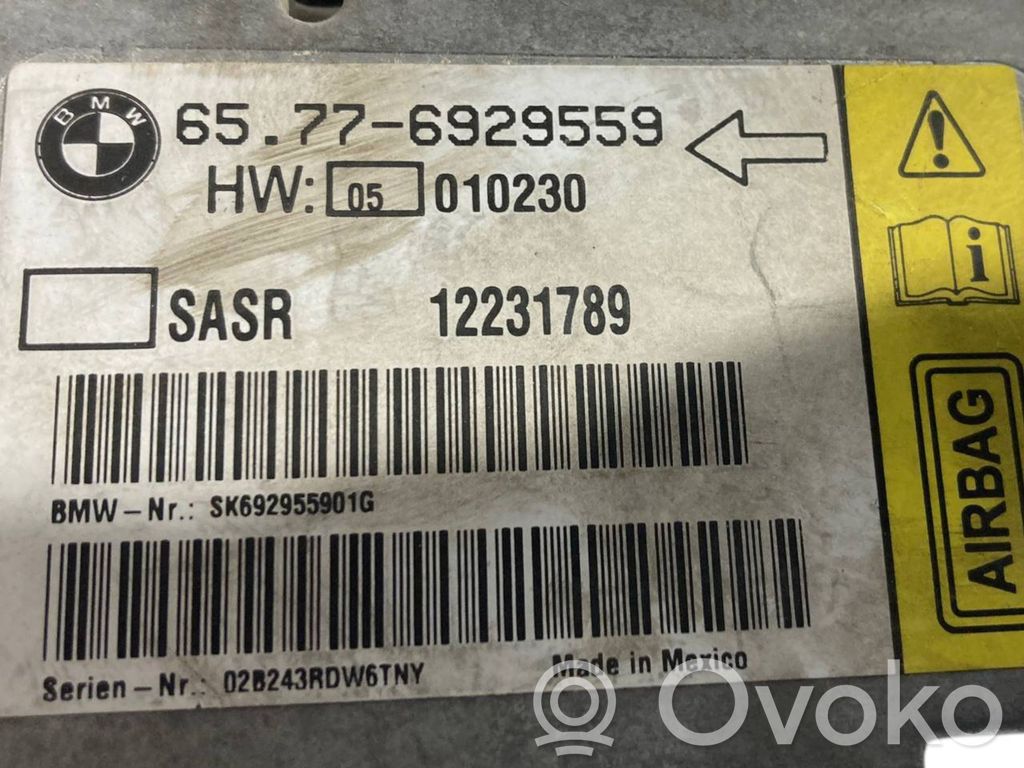 BMW
65.77-6929559
HW: 05 010230
SASR 12231789
BMW-Nr.: SK692955901G
Serien-Nr.: 02B243RDW6TNY Made in Mexico
i
AIRBAG
Ovoko